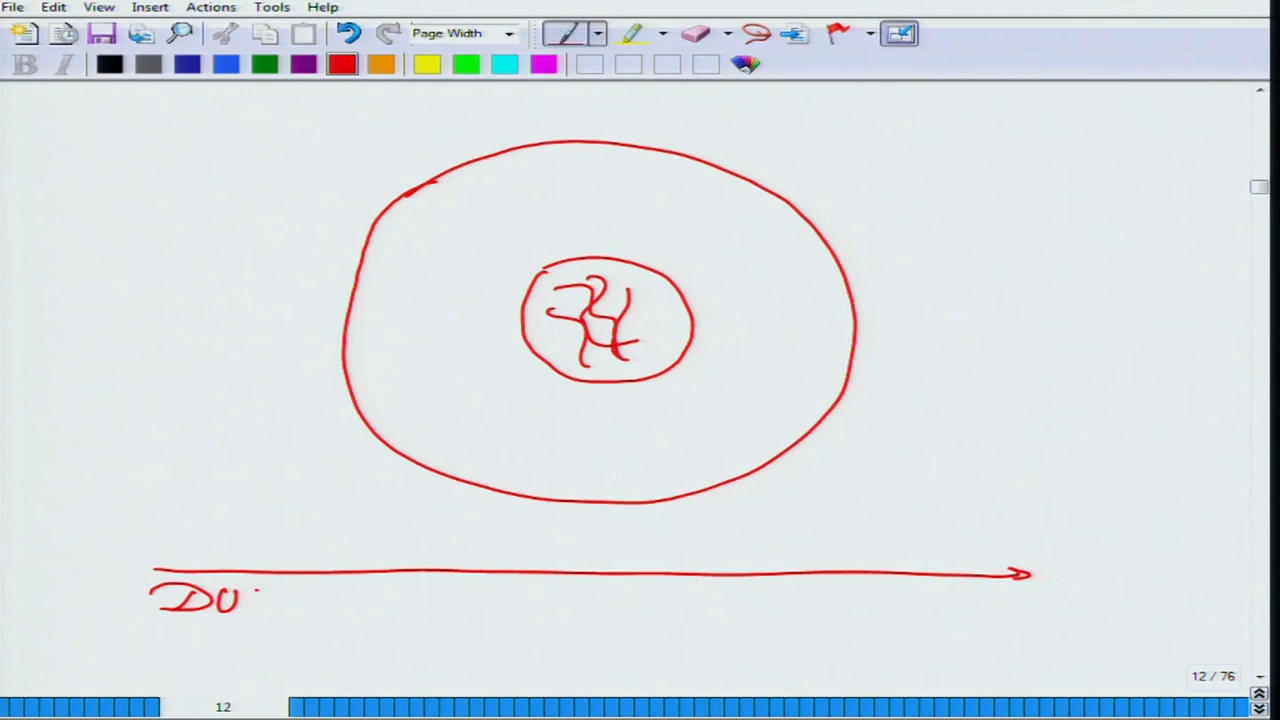 File Edit View Insert Actions Tools Help
Page Width
B I
DU
12 / 76
12